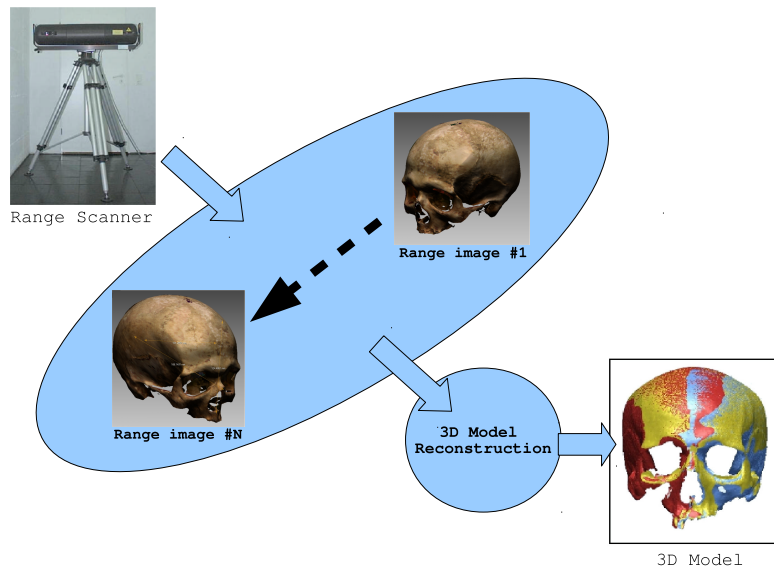 Range Scanner
Range image #1
Range image #N
3D Model
Reconstruction
3D Model